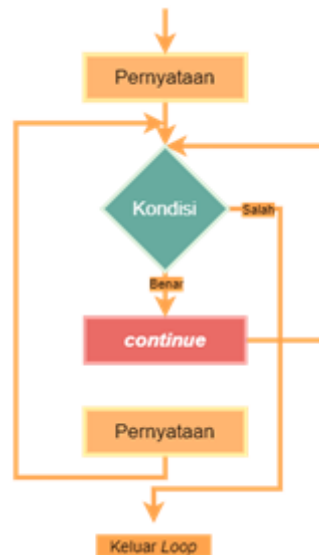 Pernyataan
Kondisi
Salah
Benar
continue
Pernyataan
Keluar Loop